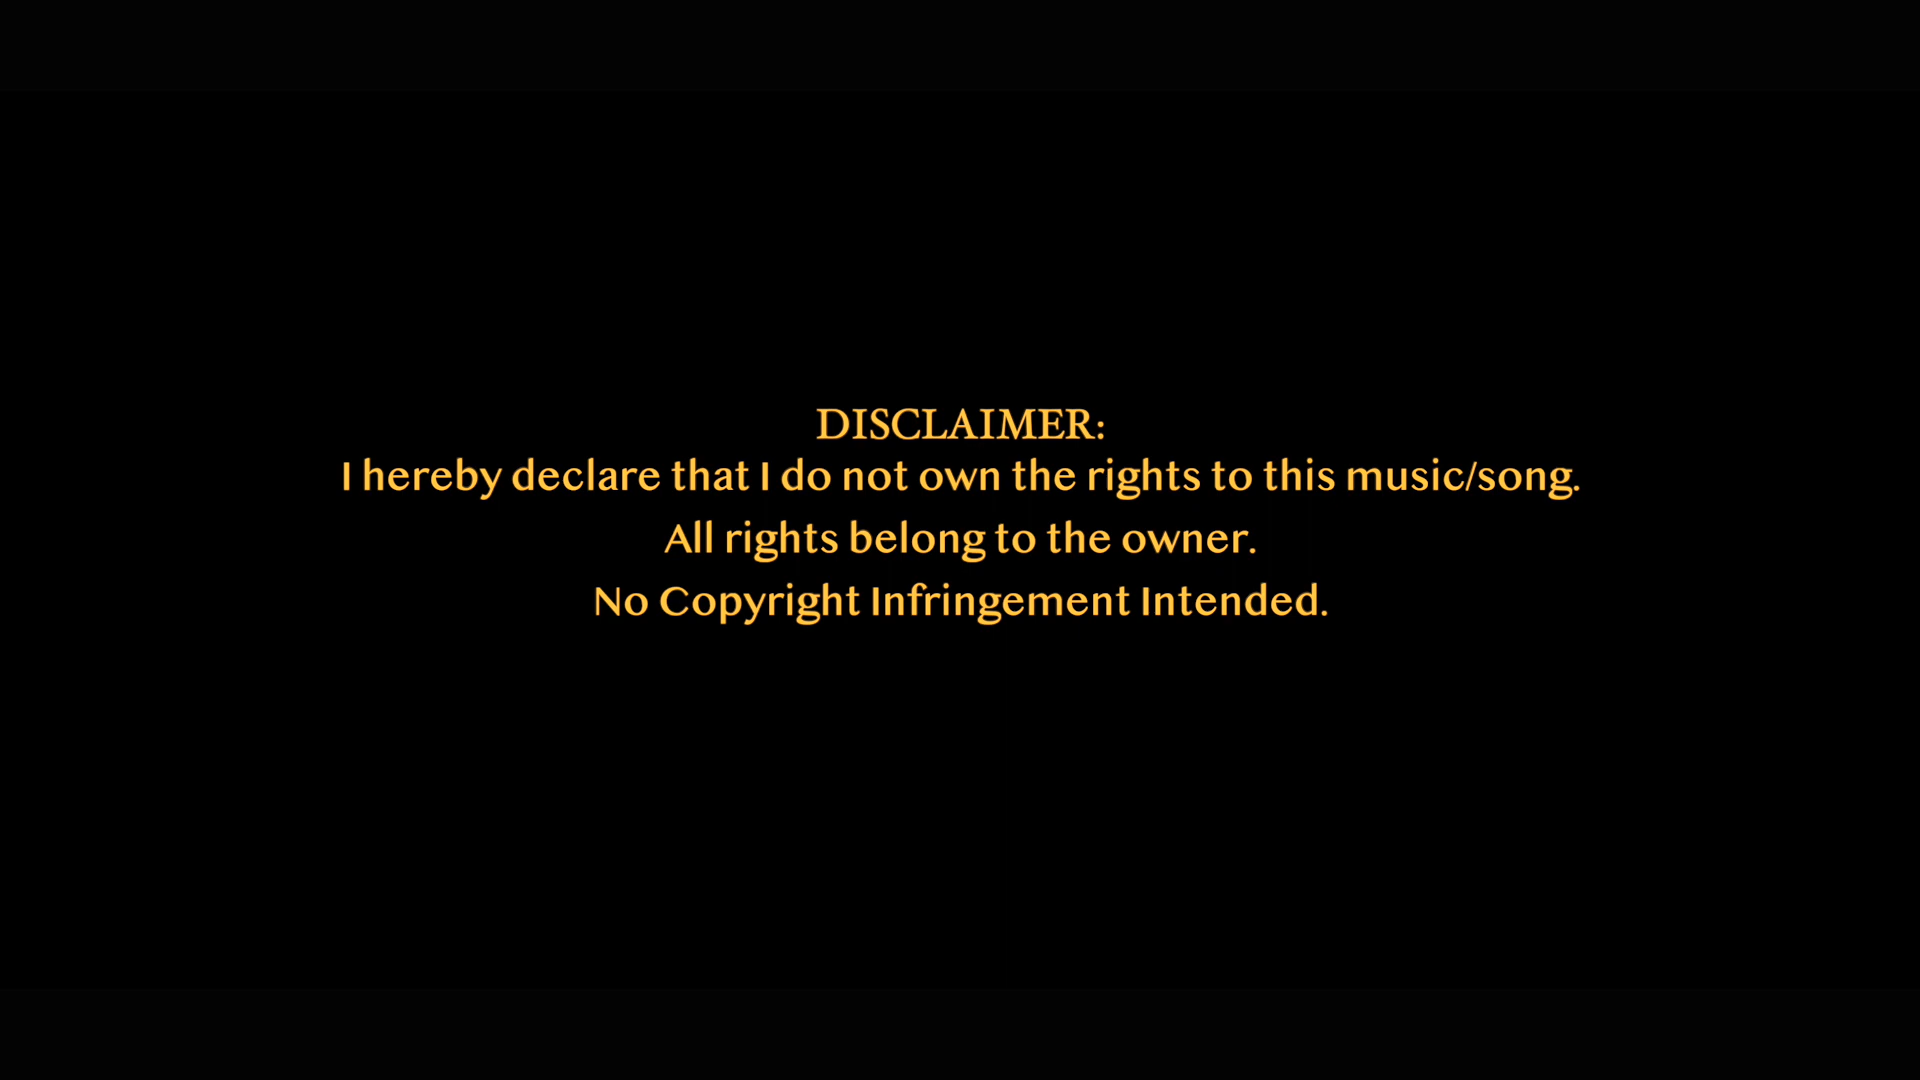 DISCLAIMER:
I hereby declare that I do not own the rights to this music/song.
All rights belong to the owner.
No Copyright Infringement Intended.